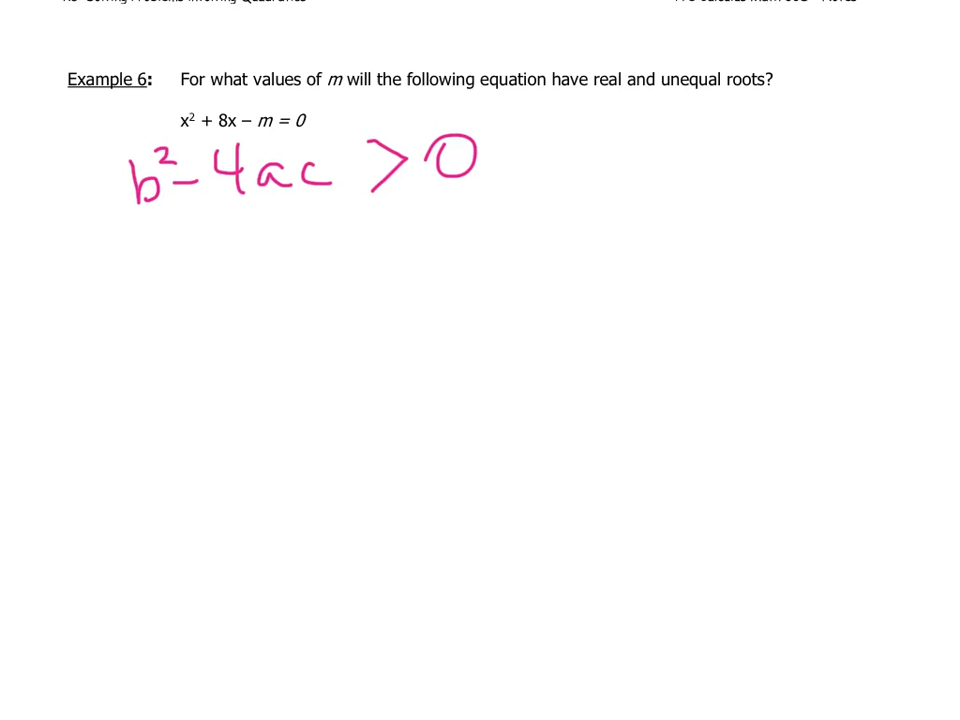 Example 6: For what values of m will the following equation have real and unequal roots?
x² + 8x – m = 0
b² - 4ac > 0